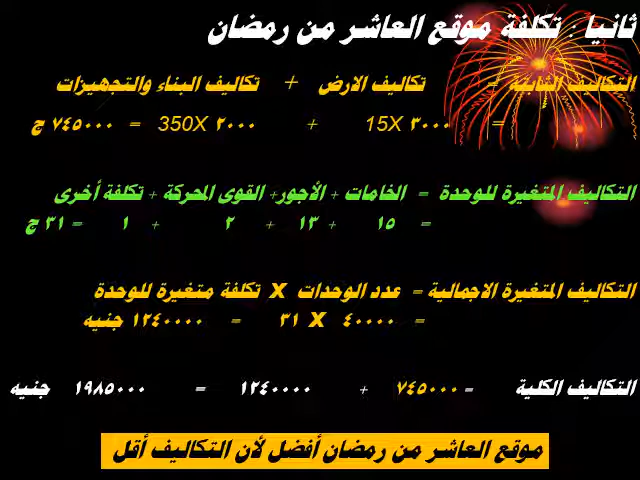 ثانيا : تكلفة موقع العاشر من رمضان
التكاليف الثابتة = تكاليف الارض + تكاليف البناء والتجهيزات
= ٣٠٠٠ 15X + ٢٠٠٠ 350X = ٧٤٥٠٠٠ ج
التكاليف المتغيرة للوحدة = الخامات + الأجور+ القوى المحركة + تكلفة أخرى
= ١٥ + ١٣ + ٢ + ١ = ٣١ ج
التكاليف المتغيرة الاجمالية = عدد الوحدات X تكلفة متغيرة للوحدة
= ٤٠٠٠٠ X ٣١ = ١٢٤٠٠٠٠ جنيه
التكاليف الكلية = ٧٤٥٠٠٠ + ١٢٤٠٠٠٠ = ١٩٨٥٠٠٠ جنيه
موقع العاشر من رمضان أفضل لأن التكاليف أقل